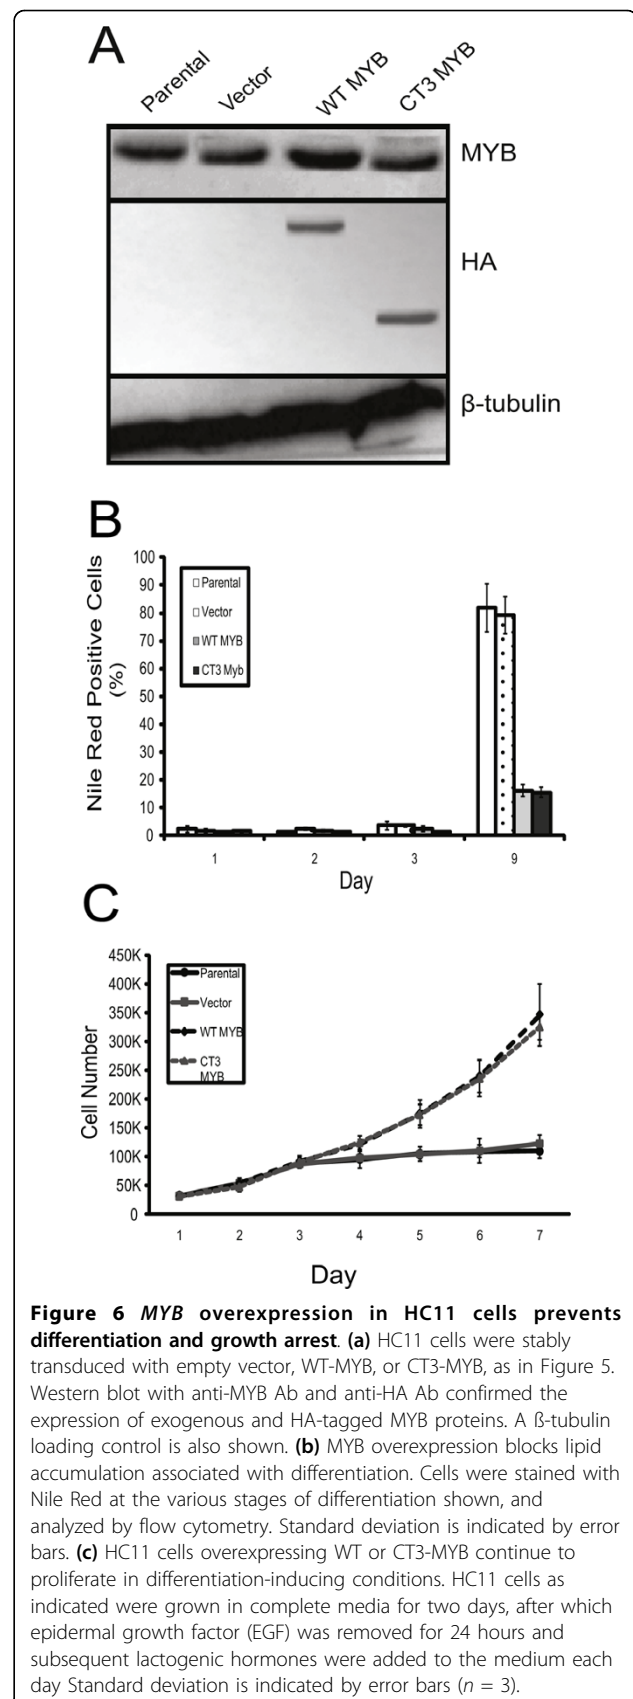 A
Parental
Vector
WT MYB
CT3 MYB
MYB
HA
β-tubulin
B
Nile Red Positive Cells
(%)
100
90
80
70
60
50
40
30
20
10
0
Parental
Vector
WT MYB
CT3 Myb
1
2
3
9
Day
C
Cell Number
450K
400K
350K
300K
250K
200K
150K
100K
50K
0
Parental
Vector
WT MYB
CT3
MYB
1
2
3
4
5
6
7
Day
Figure 6 MYB overexpression in HC11 cells prevents
differentiation and growth arrest. (a) HC11 cells were stably
transduced with empty vector, WT-MYB, or CT3-MYB, as in Figure 5.
Western blot with anti-MYB Ab and anti-HA Ab confirmed the
expression of exogenous and HA-tagged MYB proteins. A ß-tubulin
loading control is also shown. (b) MYB overexpression blocks lipid
accumulation associated with differentiation. Cells were stained with
Nile Red at the various stages of differentiation shown, and
analyzed by flow cytometry. Standard deviation is indicated by error
bars. (c) HC11 cells overexpressing WT or CT3-MYB continue to
proliferate in differentiation-inducing conditions. HC11 cells as
indicated were grown in complete media for two days, after which
epidermal growth factor (EGF) was removed for 24 hours and
subsequent lactogenic hormones were added to the medium each
day Standard deviation is indicated by error bars (n = 3).